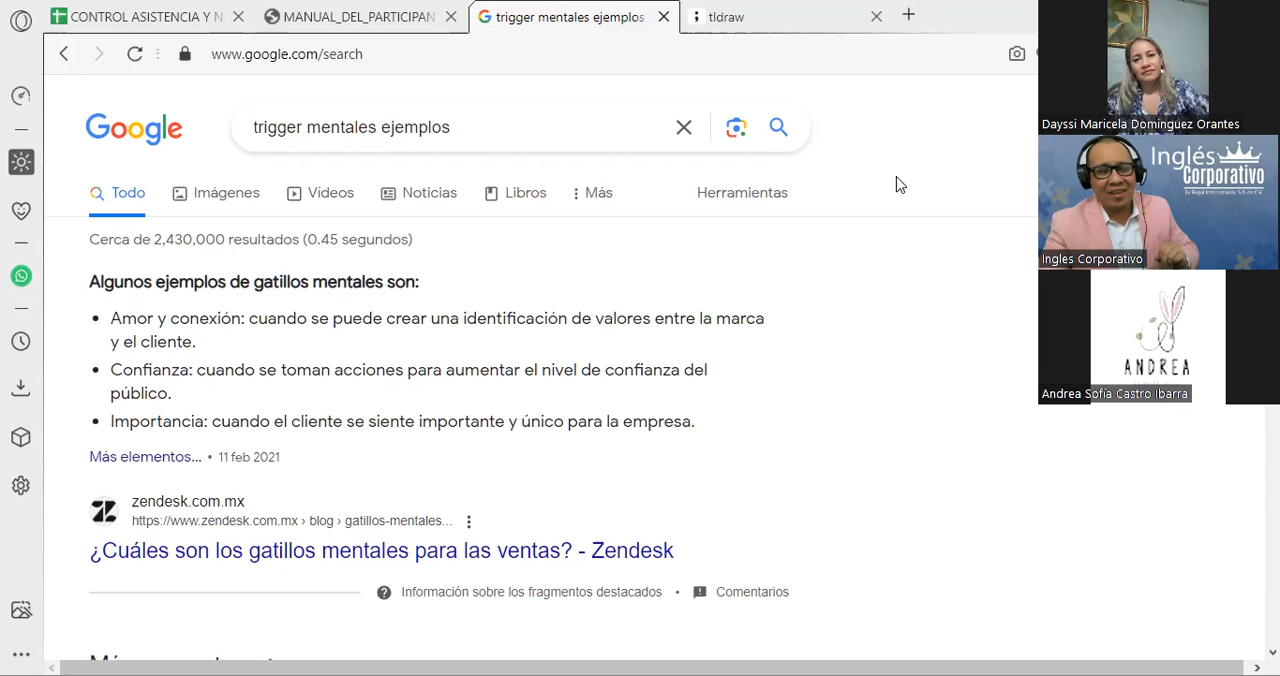 CONTROL ASISTENCIA Y N
MANUAL_DEL_PARTICIPAN
trigger mentales ejemplos
tldraw
www.google.com/search
Google
trigger mentales ejemplos
Todo
Imágenes
Vídeos
Noticias
Libros
Más
Herramientas
Cerca de 2,430,000 resultados (0.45 segundos)
Algunos ejemplos de gatillos mentales son:
Amor y conexión: cuando se puede crear una identificación de valores entre la marca
y el cliente.
Confianza: cuando se toman acciones para aumentar el nivel de confianza del
público.
Importancia: cuando el cliente se siente importante y único para la empresa.
Más elementos... • 11 feb 2021
zendesk.com.mx
https://www.zendesk.com.mx › blog › gatillos-mentales...
¿Cuáles son los gatillos mentales para las ventas? - Zendesk
Información sobre los fragmentos destacados • Comentarios
Dayssi Maricela Domínguez Orantes
Inglés
Corporativo
Ingles Corporativo
ANDREA
Andrea Sofía Castro Ibarra